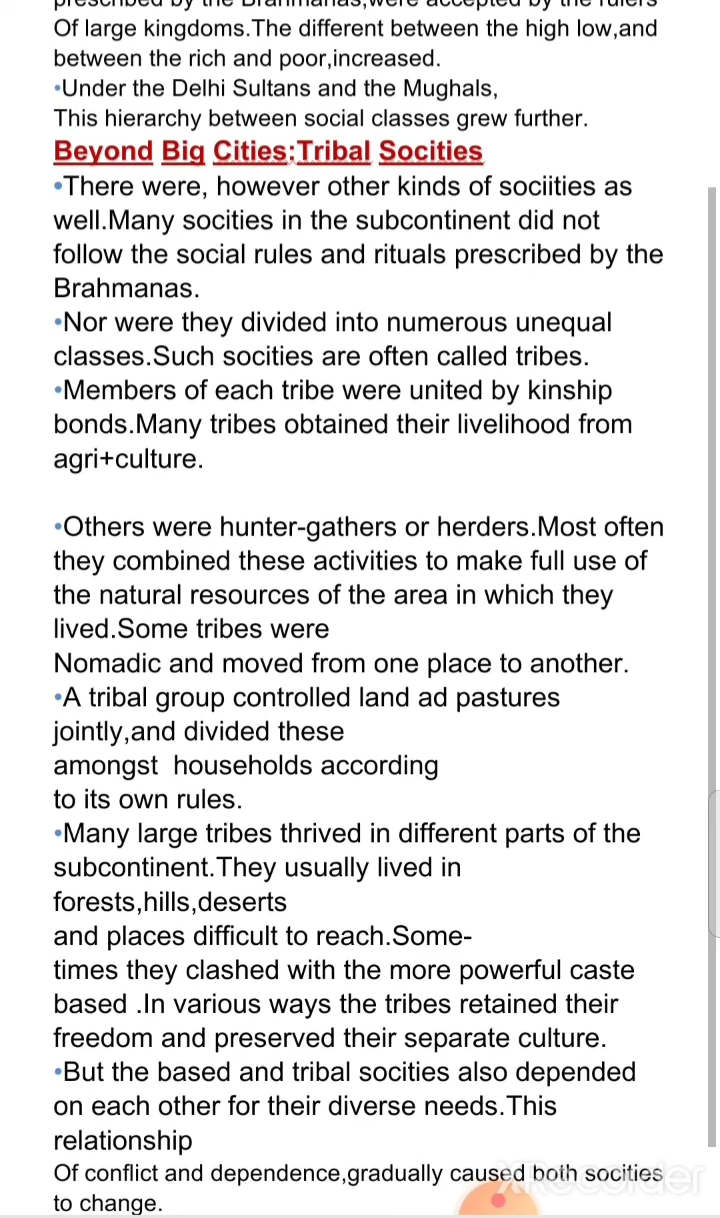 prescribed by the Brahmanas,were accepted by the rulers
Of large kingdoms.The different between the high low,and
between the rich and poor,increased.
•Under the Delhi Sultans and the Mughals,
This hierarchy between social classes grew further.
Beyond Big Cities:Tribal Socities
•There were, however other kinds of sociities as
well.Many socities in the subcontinent did not
follow the social rules and rituals prescribed by the
Brahmanas.
•Nor were they divided into numerous unequal
classes.Such socities are often called tribes.
•Members of each tribe were united by kinship
bonds.Many tribes obtained their livelihood from
agri+culture.
•Others were hunter-gathers or herders.Most often
they combined these activities to make full use of
the natural resources of the area in which they
lived.Some tribes were
Nomadic and moved from one place to another.
•A tribal group controlled land ad pastures
jointly,and divided these
amongst  households according
to its own rules.
•Many large tribes thrived in different parts of the
subcontinent.They usually lived in
forests,hills,deserts
and places difficult to reach.Some-
times they clashed with the more powerful caste
based .In various ways the tribes retained their
freedom and preserved their separate culture.
•But the based and tribal socities also depended
on each other for their diverse needs.This
relationship
Of conflict and dependence,gradually caused both socities
to change.
XRecorder